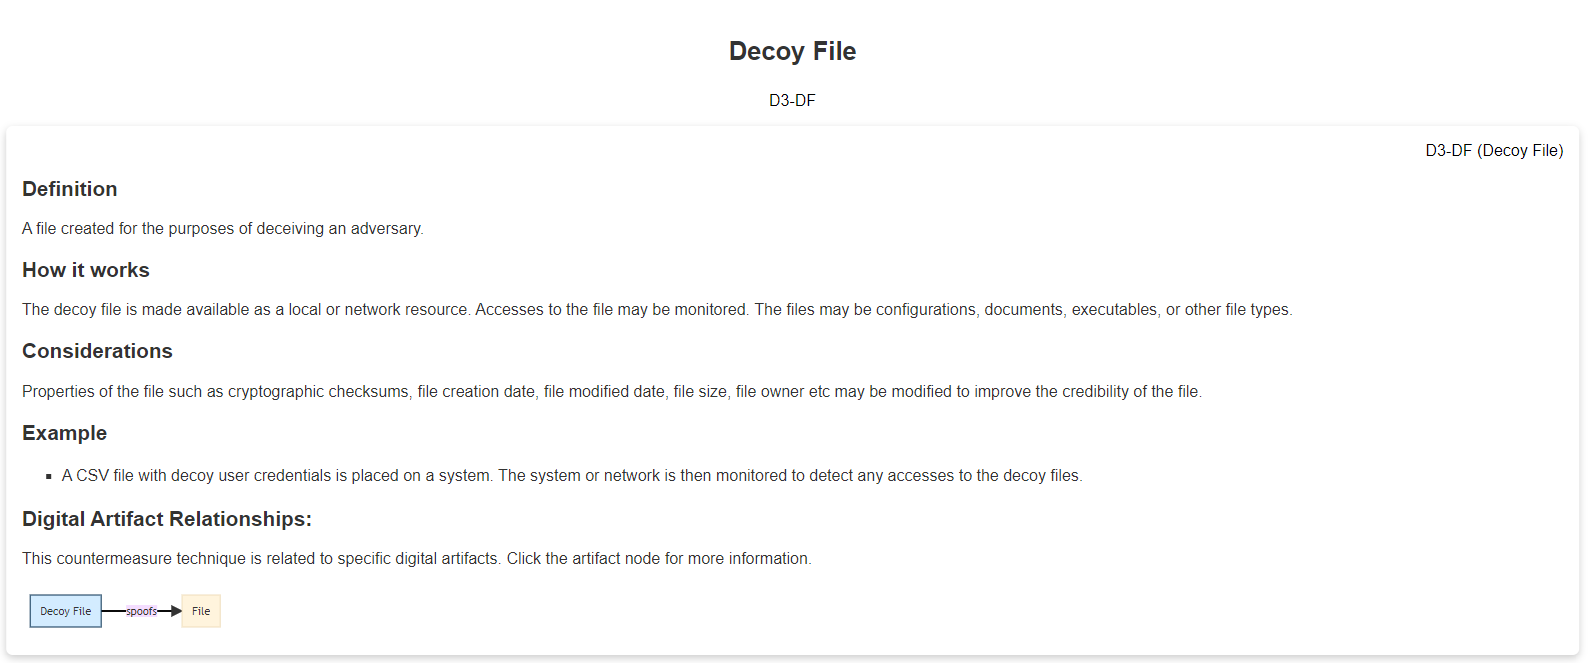 Decoy File
D3-DF
D3-DF (Decoy File)
Definition
A file created for the purposes of deceiving an adversary.
How it works
The decoy file is made available as a local or network resource. Accesses to the file may be monitored. The files may be configurations, documents, executables, or other file types.
Considerations
Properties of the file such as cryptographic checksums, file creation date, file modified date, file size, file owner etc may be modified to improve the credibility of the file.
Example
▪ A CSV file with decoy user credentials is placed on a system. The system or network is then monitored to detect any accesses to the decoy files.
Digital Artifact Relationships:
This countermeasure technique is related to specific digital artifacts. Click the artifact node for more information.
Decoy File spoofs File